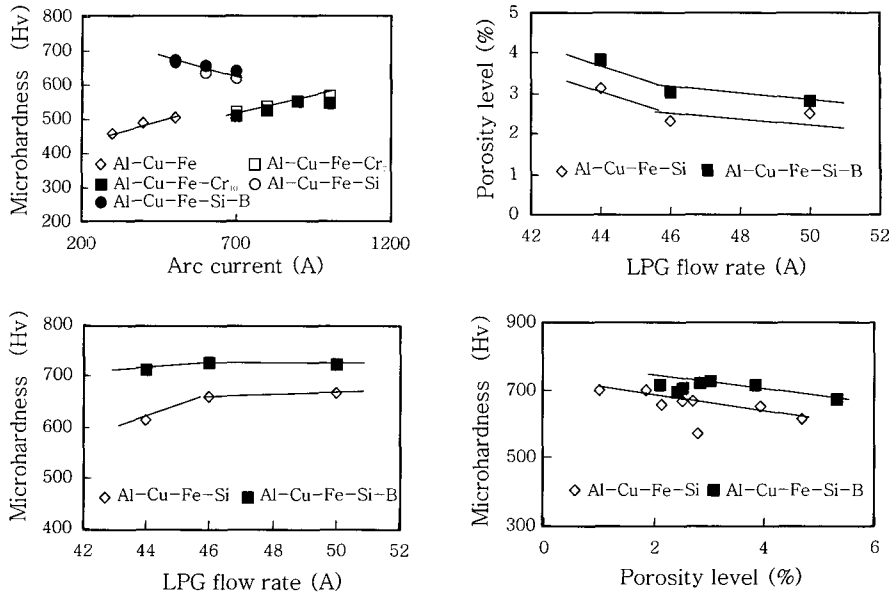 Microhardness (Hv)
800
700
600
500
400
300
200
◇ Al-Cu-Fe
□ Al-Cu-Fe-Cr₇
■ Al-Cu-Fe-Cr₁₀
○ Al-Cu-Fe-Si
● Al-Cu-Fe-Si-B
200 700 1200
Arc current (A)
Porosity level (%)
5
4
3
2
1
0
◇ Al-Cu-Fe-Si ■ Al-Cu-Fe-Si-B
42 44 46 48 50 52
LPG flow rate (A)
Microhardness (Hv)
800
700
600
500
400
◇ Al-Cu-Fe-Si ■ Al-Cu-Fe-Si-B
42 44 46 48 50 52
LPG flow rate (A)
Microhardness (Hv)
900
700
500
300
◇ Al-Cu-Fe-Si ■ Al-Cu-Fe-Si-B
0 2 4 6
Porosity level (%)